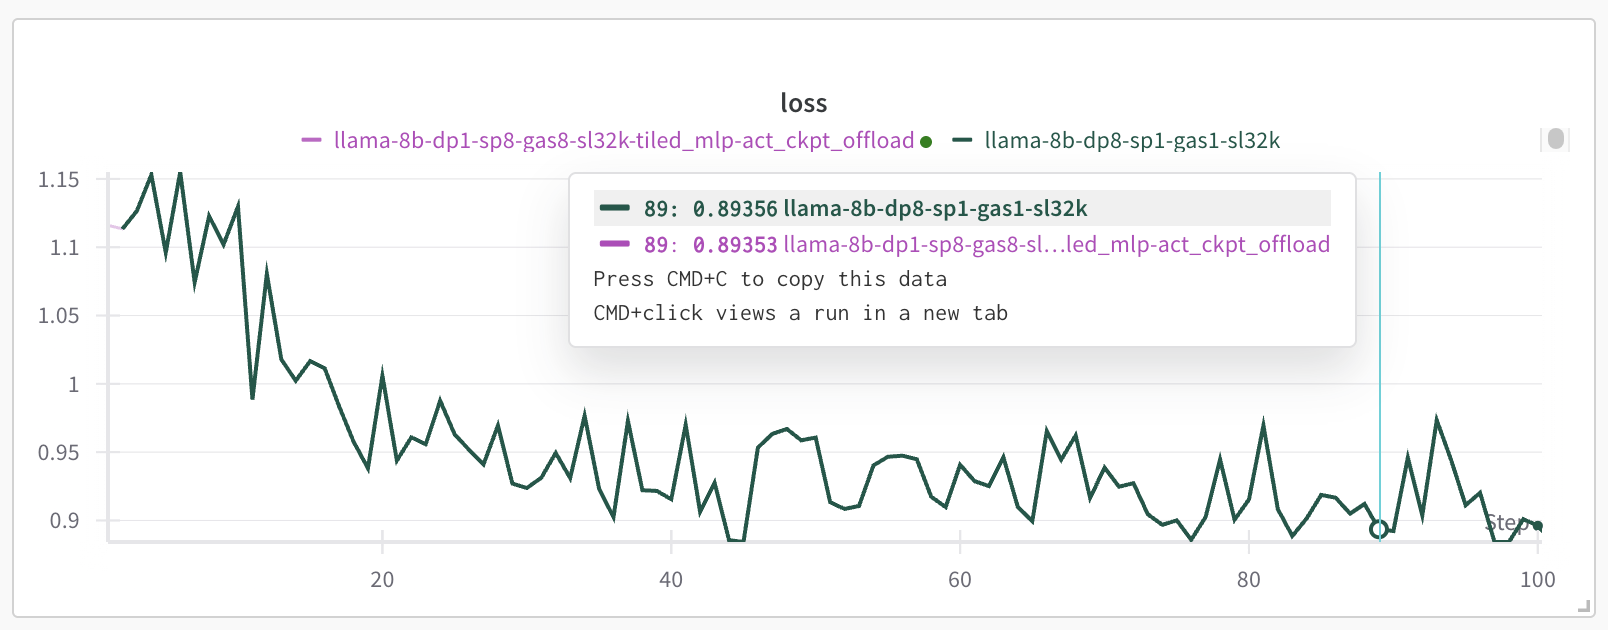 loss
llama-8b-dp1-sp8-gas8-sl32k-tiled_mlp-act_ckpt_offload llama-8b-dp8-sp1-gas1-sl32k
1.15
1.1
1.05
1
0.95
0.9
89: 0.89356 llama-8b-dp8-sp1-gas1-sl32k
89: 0.89353 llama-8b-dp1-sp8-gas8-sl...led_mlp-act_ckpt_offload
Press CMD+C to copy this data
CMD+click views a run in a new tab
Step
20 40 60 80 100